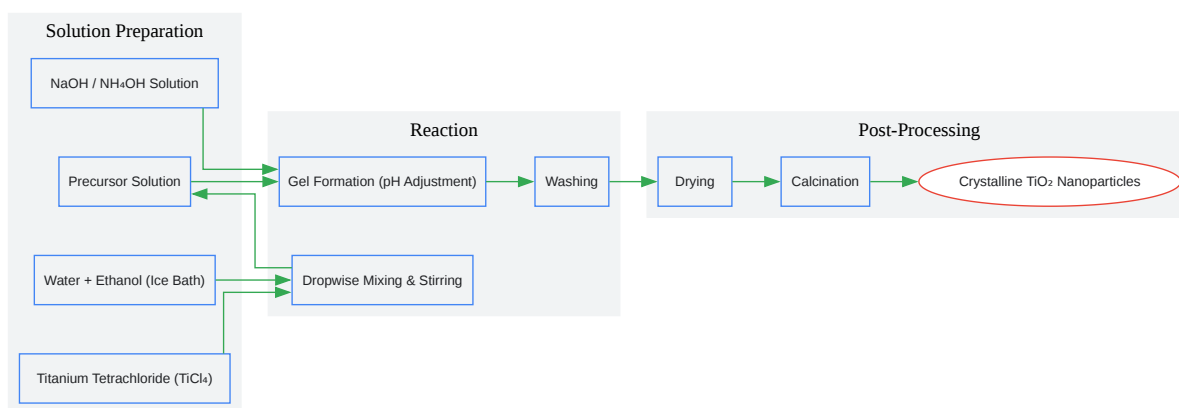 Solution Preparation
NaOH / NH₄OH Solution
Precursor Solution
Water + Ethanol (Ice Bath)
Titanium Tetrachloride (TiCl₄)
Reaction
Gel Formation (pH Adjustment)
Washing
Dropwise Mixing & Stirring
Post-Processing
Drying
Calcination
Crystalline TiO₂ Nanoparticles